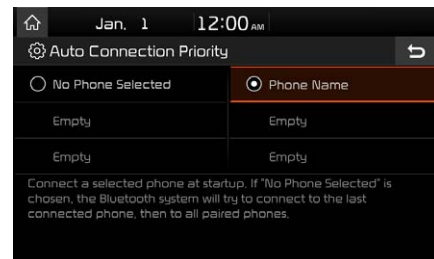 Jan. 1 12:00 AM
Auto Connection Priority
No Phone Selected Phone Name
Empty Empty
Empty Empty
Connect a selected phone at startup. If "No Phone Selected" is
chosen, the Bluetooth system will try to connect to the last
connected phone, then to all paired phones.